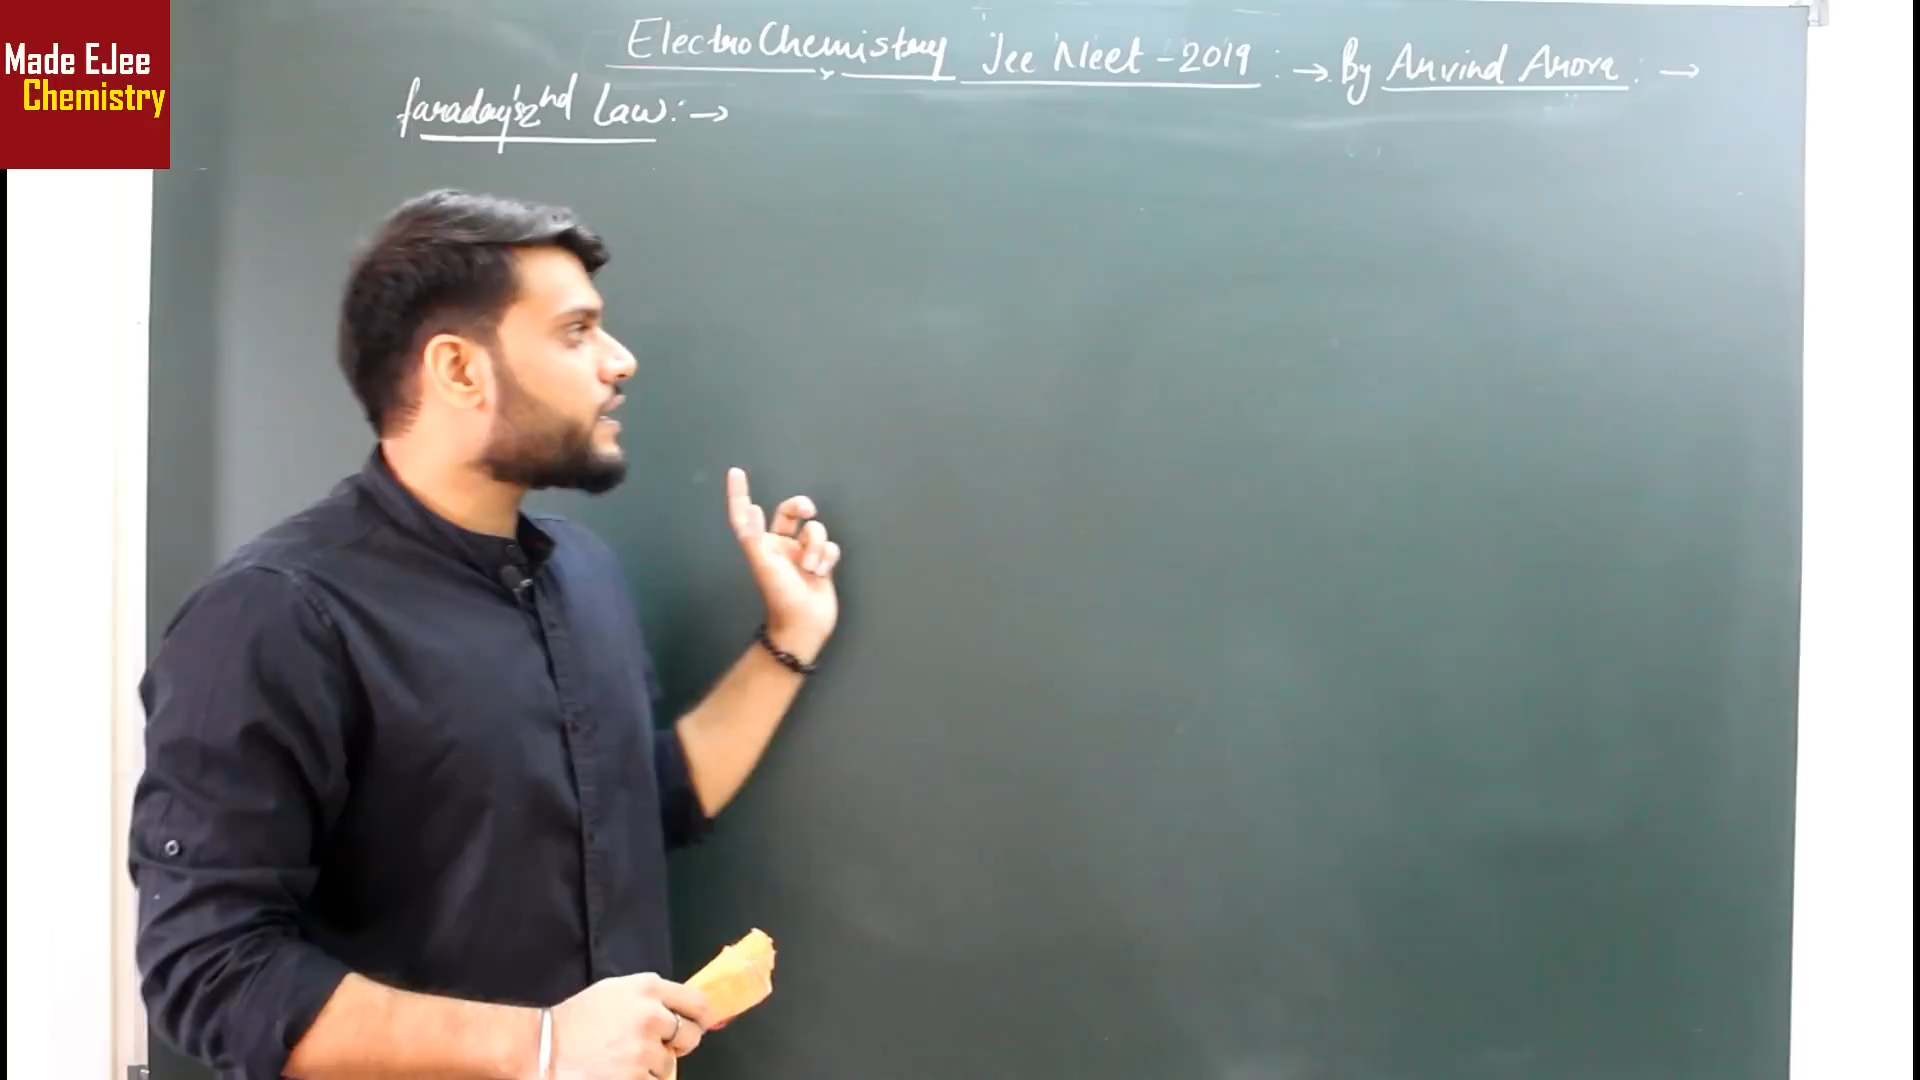 Made EJee
Chemistry
ElectroChemistry Jee Neet - 2019 : → By Arvind Arora : →
faraday's 2nd Law : →